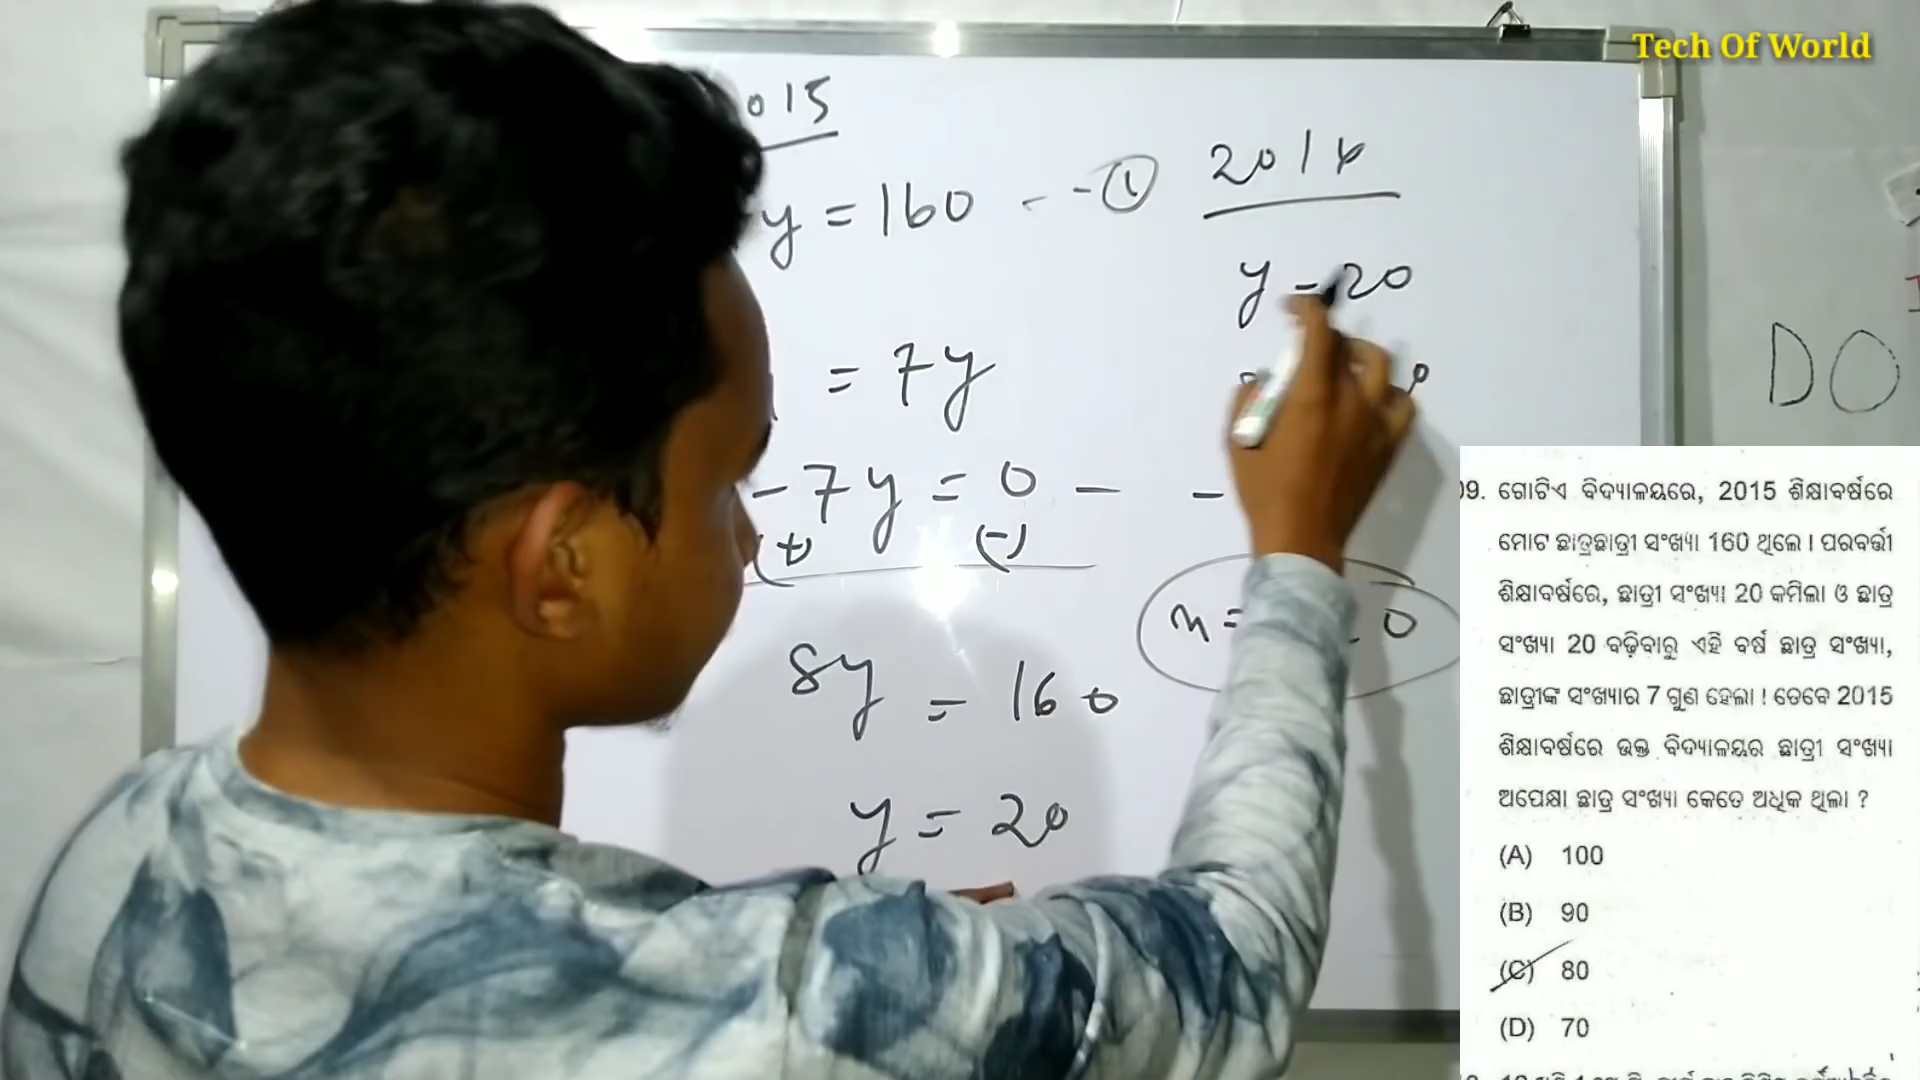 Tech Of World
015
y = 160 - - ①
2016
y - 20
= 7y
- 7y = 0 - -
(+) (-)
8y = 160
y = 20
DO
09. ଗୋଟିଏ ବିଦ୍ୟାଳୟରେ, 2015 ଶିକ୍ଷାବର୍ଷରେ
ମୋଟ ଛାତ୍ରଛାତ୍ରୀ ସଂଖ୍ୟା 160 ଥିଲେ । ପରବର୍ତ୍ତୀ
ଶିକ୍ଷାବର୍ଷରେ, ଛାତ୍ରୀ ସଂଖ୍ୟା 20 କମିଲା ଓ ଛାତ୍ର
ସଂଖ୍ୟା 20 ବଢ଼ିବାରୁ ଏହି ବର୍ଷ ଛାତ୍ର ସଂଖ୍ୟା,
ଛାତ୍ରୀଙ୍କ ସଂଖ୍ୟାର 7 ଗୁଣ ହେଲା ! ତେବେ 2015
ଶିକ୍ଷାବର୍ଷରେ ଉକ୍ତ ବିଦ୍ୟାଳୟର ଛାତ୍ରୀ ସଂଖ୍ୟା
ଅପେକ୍ଷା ଛାତ୍ର ସଂଖ୍ୟା କେତେ ଅଧିକ ଥିଲା ?
(A) 100
(B) 90
(C) 80
(D) 70